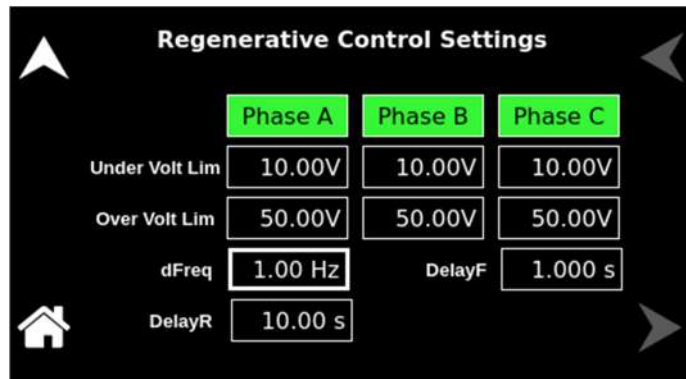 Regenerative Control Settings
Phase A Phase B Phase C
Under Volt Lim 10.00V 10.00V 10.00V
Over Volt Lim 50.00V 50.00V 50.00V
dFreq 1.00 Hz DelayF 1.000 s
DelayR 10.00 s